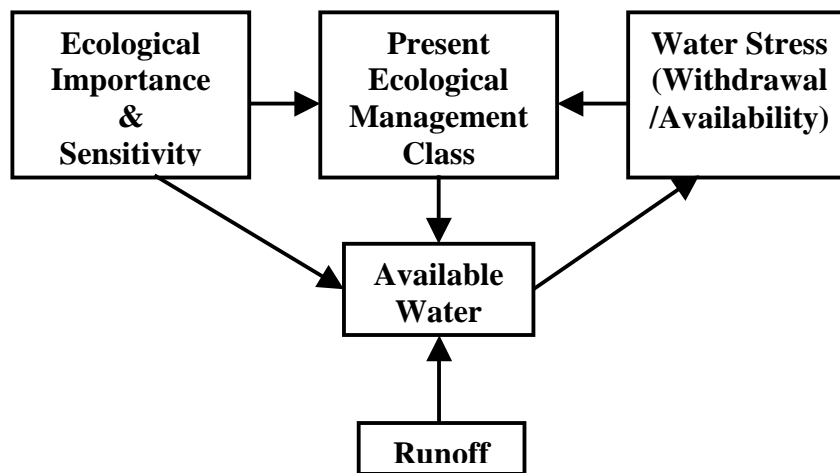 Ecological
Importance
&
Sensitivity
Present
Ecological
Management
Class
Water Stress
(Withdrawal
/Availability)
Available
Water
Runoff